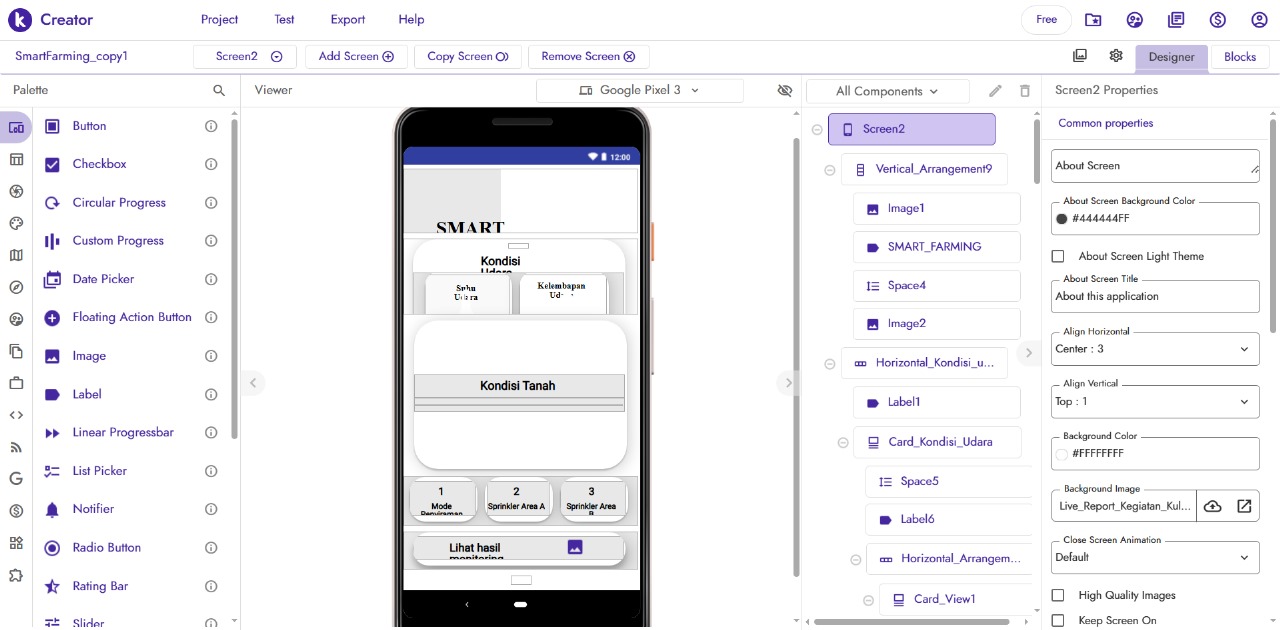 Creator
Project
Test
Export
Help
Free
SmartFarming_copy1
Screen2
Add Screen
Copy Screen
Remove Screen
Designer
Blocks
Palette
Viewer
Google Pixel 3
All Components
Screen2 Properties
Button
Checkbox
Circular Progress
Custom Progress
Date Picker
Floating Action Button
Image
Label
Linear Progressbar
List Picker
Notifier
Radio Button
Rating Bar
Slider
12:00
SMART
Kondisi
Udara
Suhu
Udara
Kelembapan
Kondisi Tanah
1
Mode
Penyiraman
2
Sprinkler Area A
3
Sprinkler Area
B
Lihat hasil
monitoring
Screen2
Vertical_Arrangement9
Image1
SMART_FARMING
Space4
Image2
Horizontal_Kondisi_u...
Label1
Card_Kondisi_Udara
Space5
Label6
Horizontal_Arrangem...
Card_View1
Common properties
About Screen
About Screen Background Color
#444444FF
About Screen Light Theme
About Screen Title
About this application
Align Horizontal
Center : 3
Align Vertical
Top : 1
Background Color
#FFFFFFFF
Background Image
Live_Report_Kegiatan_Kul...
Close Screen Animation
Default
High Quality Images
Keep Screen On